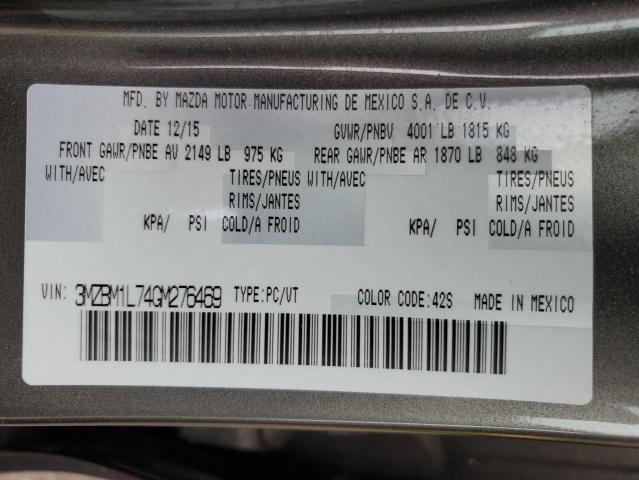 MFD. BY MAZDA MOTOR MANUFACTURING DE MEXICO S.A. DE C.V.
DATE 12/15 GVWR/PNBV 4001 LB 1815 KG
FRONT GAWR/PNBE AV 2149 LB 975 KG REAR GAWR/PNBE AR 1870 LB 848 KG
WITH/AVEC TIRES/PNEUS WITH/AVEC TIRES/PNEUS
RIMS/JANTES RIMS/JANTES
KPA/ PSI COLD/A FROID KPA/ PSI COLD/A FROID
VIN: 3MZBM1L74GM276469 TYPE:PC/VT COLOR CODE:42S MADE IN MEXICO